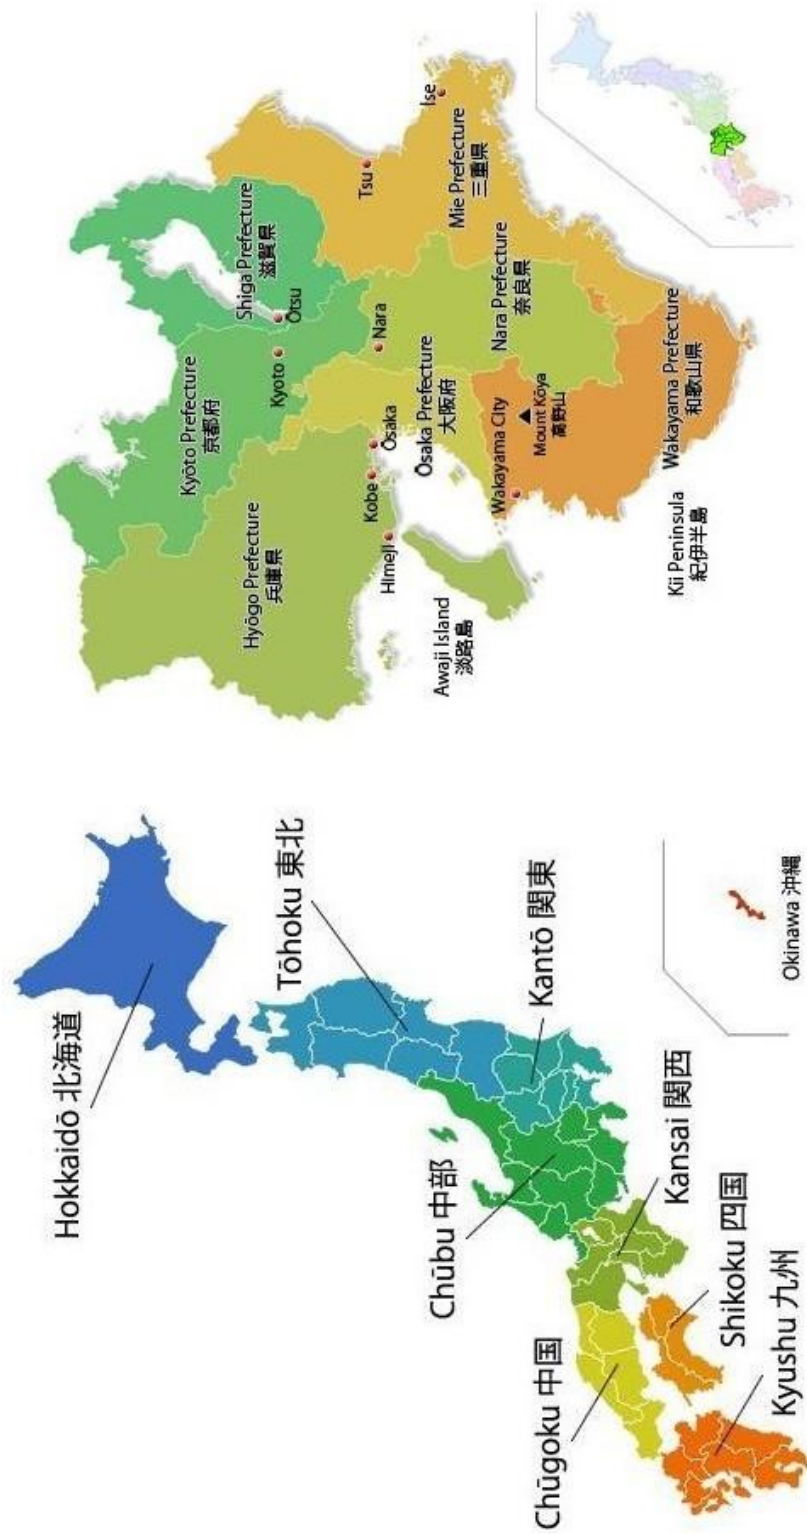 Hokkaidō 北海道
Tōhoku 東北
Kantō 関東
Chūbu 中部
Kansai 関西
Chūgoku 中国
Shikoku 四国
Kyushu 九州
Okinawa 沖縄
Kyōto Prefecture
京都府
Shiga Prefecture
滋賀県
Hyōgo Prefecture
兵庫県
Kyoto
Ōtsu
Tsu
Ise
Mie Prefecture
三重県
Nara
Nara Prefecture
奈良県
Ōsaka
Ōsaka Prefecture
大阪府
Kobe
Himeji
Awaji Island
淡路島
Wakayama City
Mount Kōya
高野山
Wakayama Prefecture
和歌山県
Kii Peninsula
紀伊半島